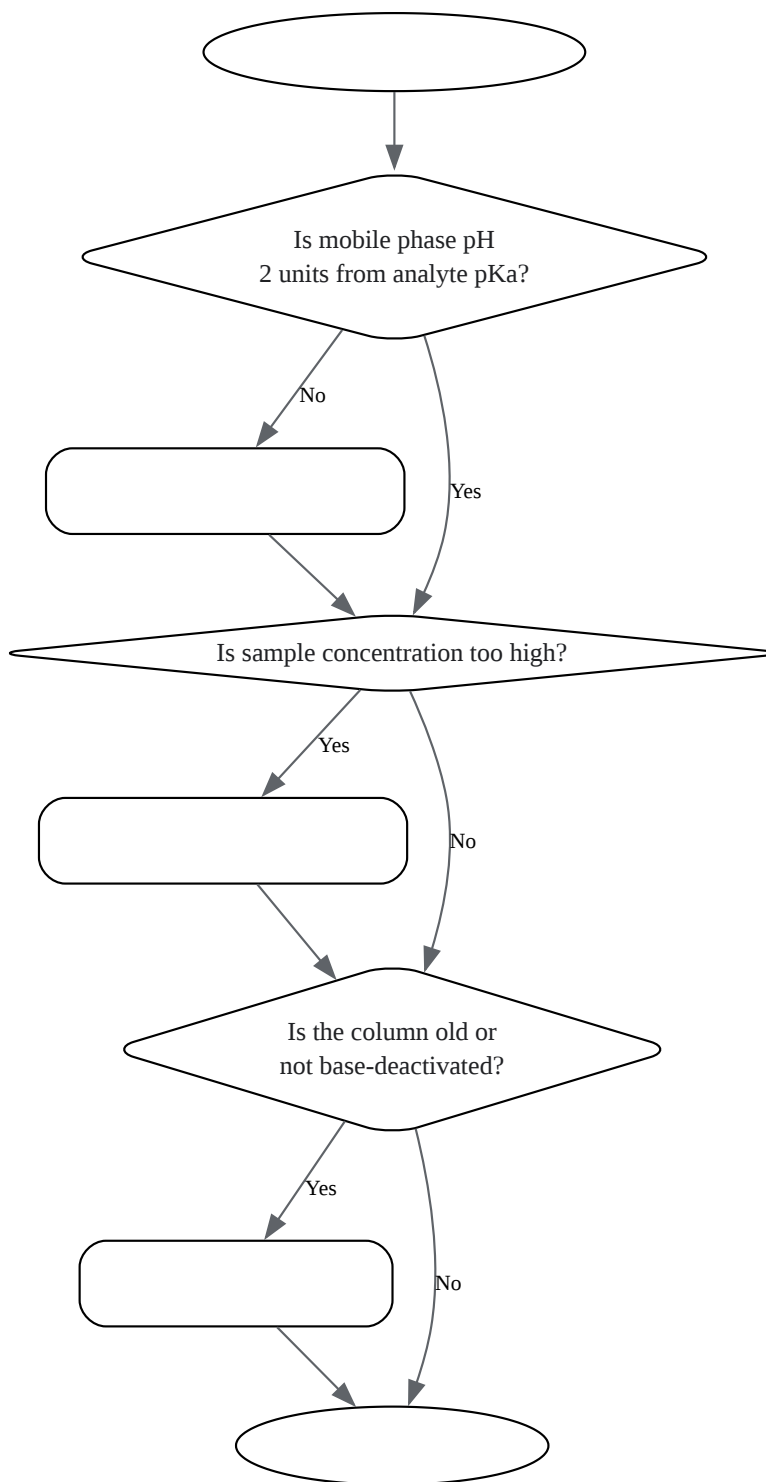 Is mobile phase pH
2 units from analyte pKa?
No
Yes
Is sample concentration too high?
Yes
No
Is the column old or
not base-deactivated?
Yes
No